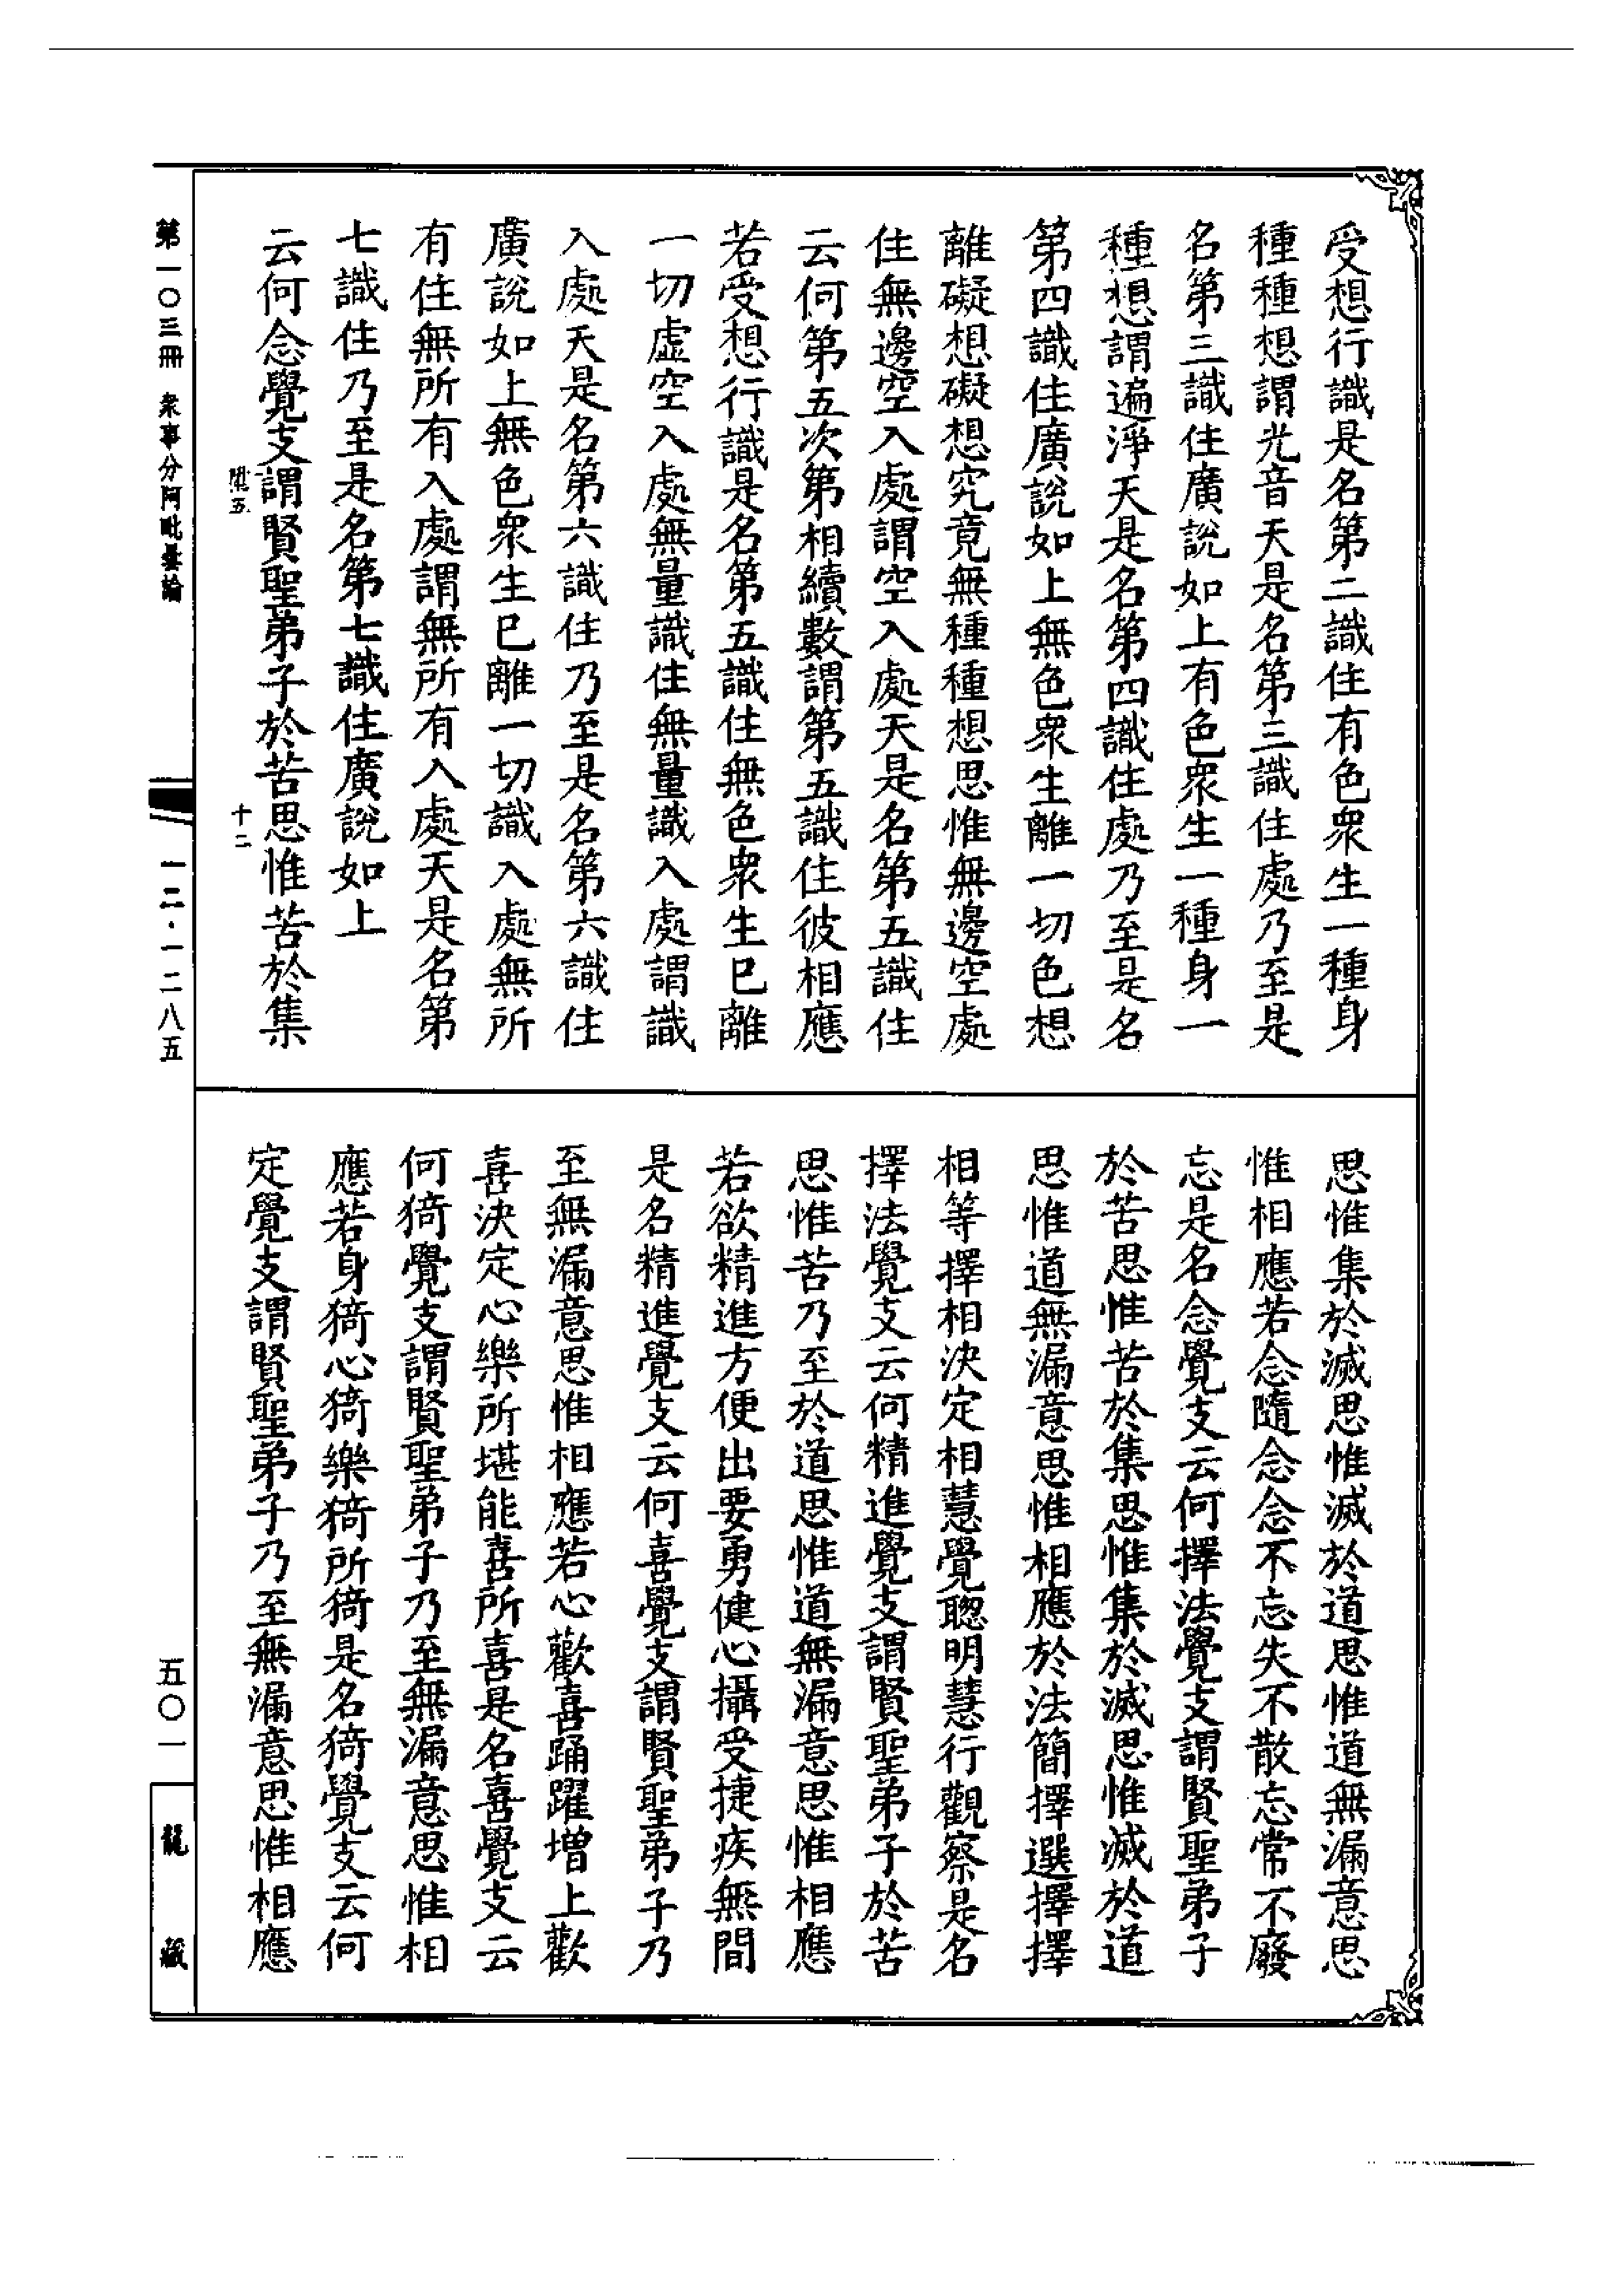 受想行識是名第二識住有色衆生一種身
種種想謂光音天是名第三識住處乃至是
名第三識住廣說如上有色衆生一種身一
種想謂遍淨天是名第四識住處乃至是名
第四識住廣說如上無色衆生離一切色想
離礙想礙想究竟無種種想思惟無邊空處
住無邊空入處謂空入處天是名第五識住
云何第五次第相續數謂第五識住彼相應
若受想行識是名第五識住無色衆生已離
一切虛空入處無量識住無量識入處謂識
入處天是名第六識住乃至是名第六識住
廣說如上無色衆生已離一切識入處無所
有住無所有入處謂無所有入處天是名第
七識住乃至是名第七識住廣說如上
云何念覺支謂賢聖弟子於苦思惟苦於集
十二
思惟集於滅思惟滅於道思惟道無漏意思
惟相應若念隨念念不忘失不散忘常不廢
忘是名念覺支云何擇法覺支謂賢聖弟子
於苦思惟苦於集思惟集於滅思惟滅於道
思惟道無漏意思惟相應於法簡擇選擇擇
相等擇相決定相慧覺聰明慧行觀察是名
擇法覺支云何精進覺支謂賢聖弟子於苦
思惟苦乃至於道思惟道無漏意思惟相應
若欲精進方便出要勇健心攝受捷疾無間
是名精進覺支云何喜覺支謂賢聖弟子乃
至無漏意思惟相應若心歡喜踊躍增上歡
喜決定心樂所堪能喜所喜是名喜覺支云
何猗覺支謂賢聖弟子乃至無漏意思惟相
應若身猗心猗樂猗所猗是名猗覺支云何
定覺支謂賢聖弟子乃至無漏意思惟相應
第一〇三冊 衆事分阿毗曇論
一二·一二八五
五〇一
龍藏